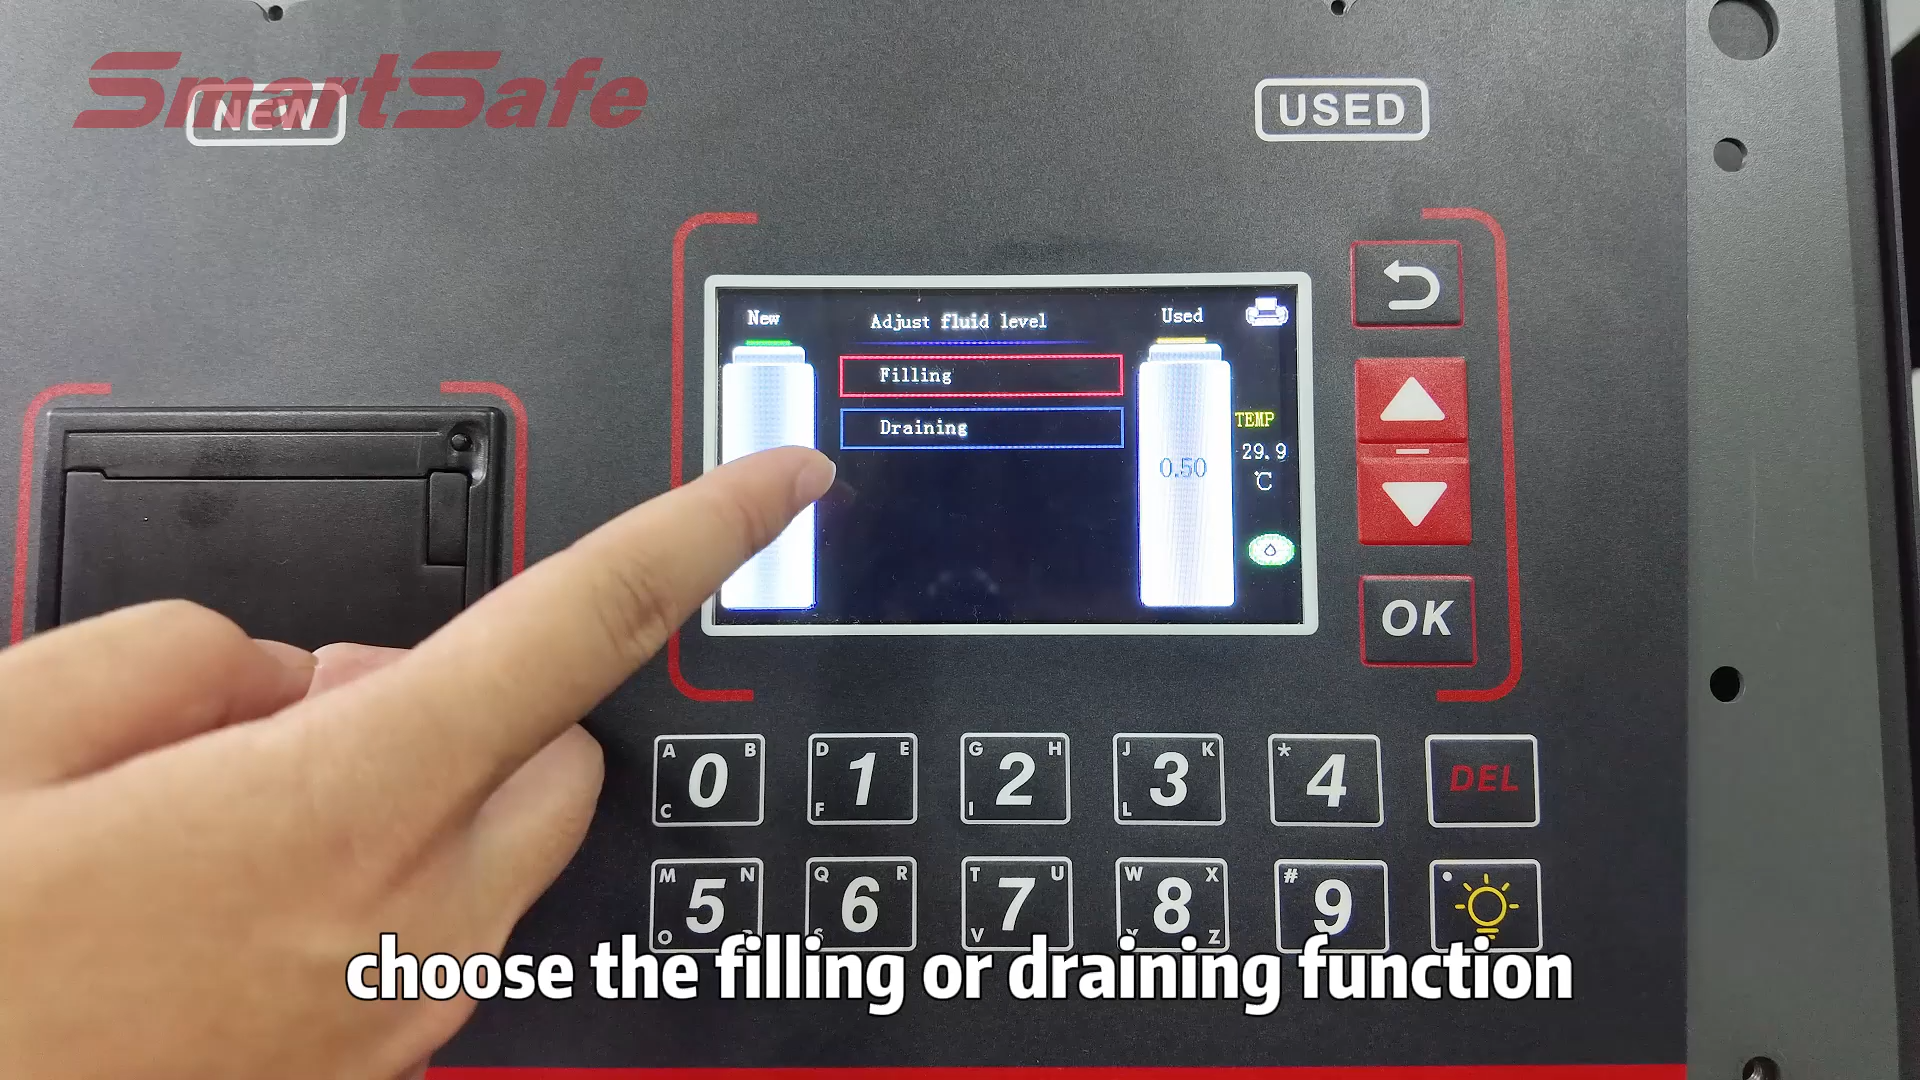 SmartSafe
NEW
USED
New
Adjust fluid level
Used
Filling
Draining
TEMP
29.9
℃
0.50
OK
A B 0 C
D E 1 F
G H 2 I
J K 3 L
* 4
DEL
M N 5 O
Q R 6
T U 7 V
W X 8 Z
# 9
choose the filling or draining function